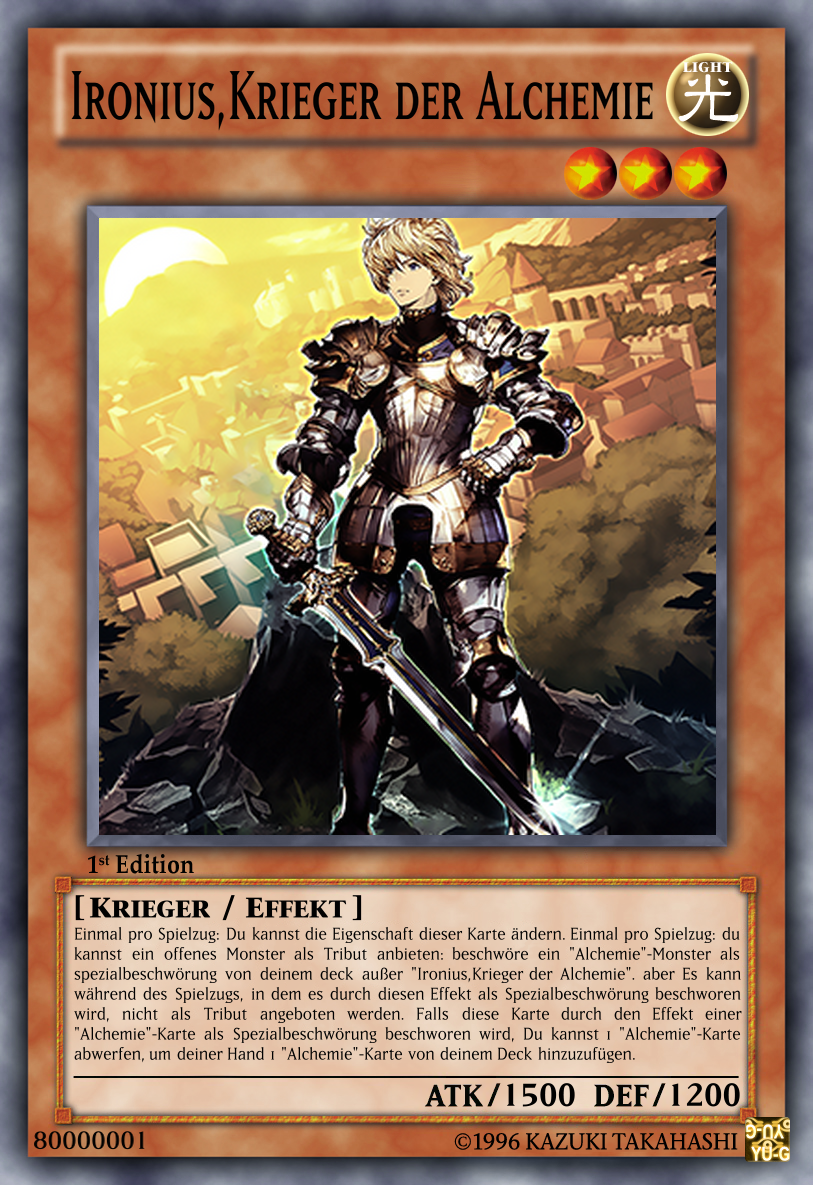 Ironius,Krieger der Alchemie
LIGHT
光
1st Edition
[ Krieger / Effekt ]
Einmal pro Spielzug: Du kannst die Eigenschaft dieser Karte ändern. Einmal pro Spielzug: du
kannst ein offenes Monster als Tribut anbieten: beschwöre ein "Alchemie"-Monster als
spezialbeschwörung von deinem deck außer "Ironius,Krieger der Alchemie". aber Es kann
während des Spielzugs, in dem es durch diesen Effekt als Spezialbeschwörung beschworen
wird, nicht als Tribut angeboten werden. Falls diese Karte durch den Effekt einer
"Alchemie"-Karte als Spezialbeschwörung beschworen wird, Du kannst 1 "Alchemie"-Karte
abwerfen, um deiner Hand 1 "Alchemie"-Karte von deinem Deck hinzuzufügen.
ATK/1500 DEF/1200
80000001
©1996 KAZUKI TAKAHASHI
YU-G